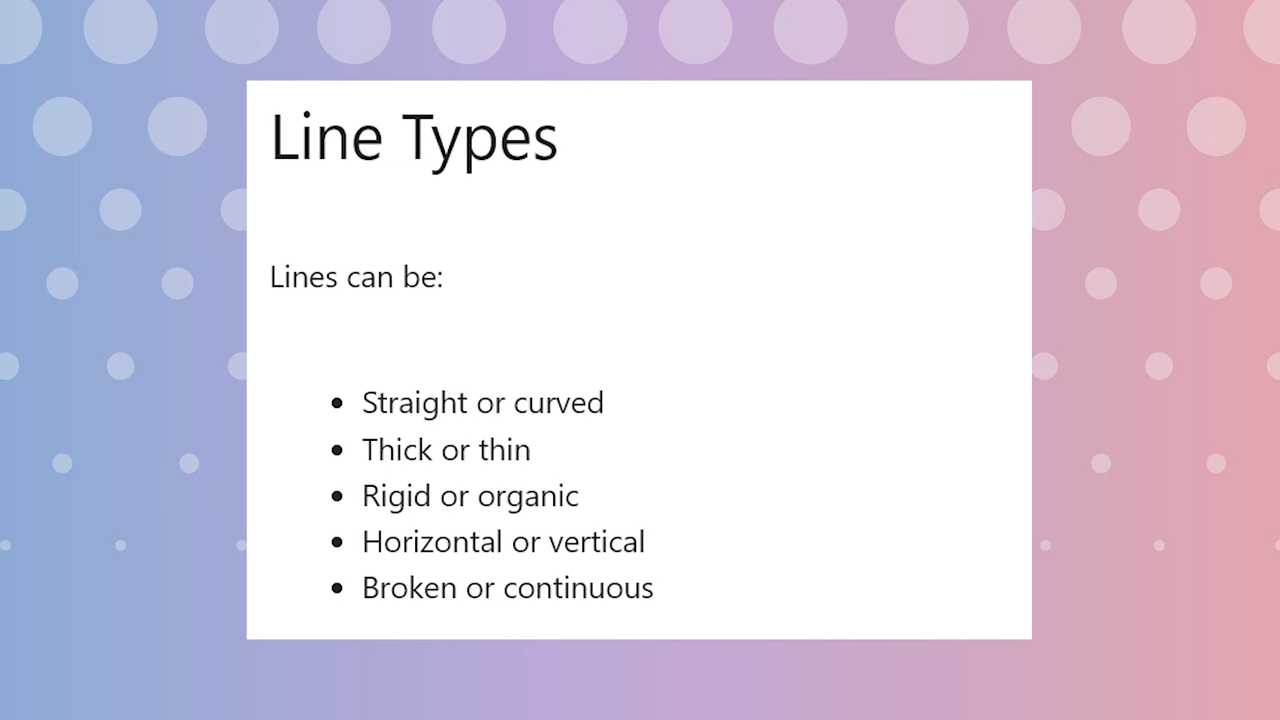 Line Types
Lines can be:
• Straight or curved
• Thick or thin
• Rigid or organic
• Horizontal or vertical
• Broken or continuous